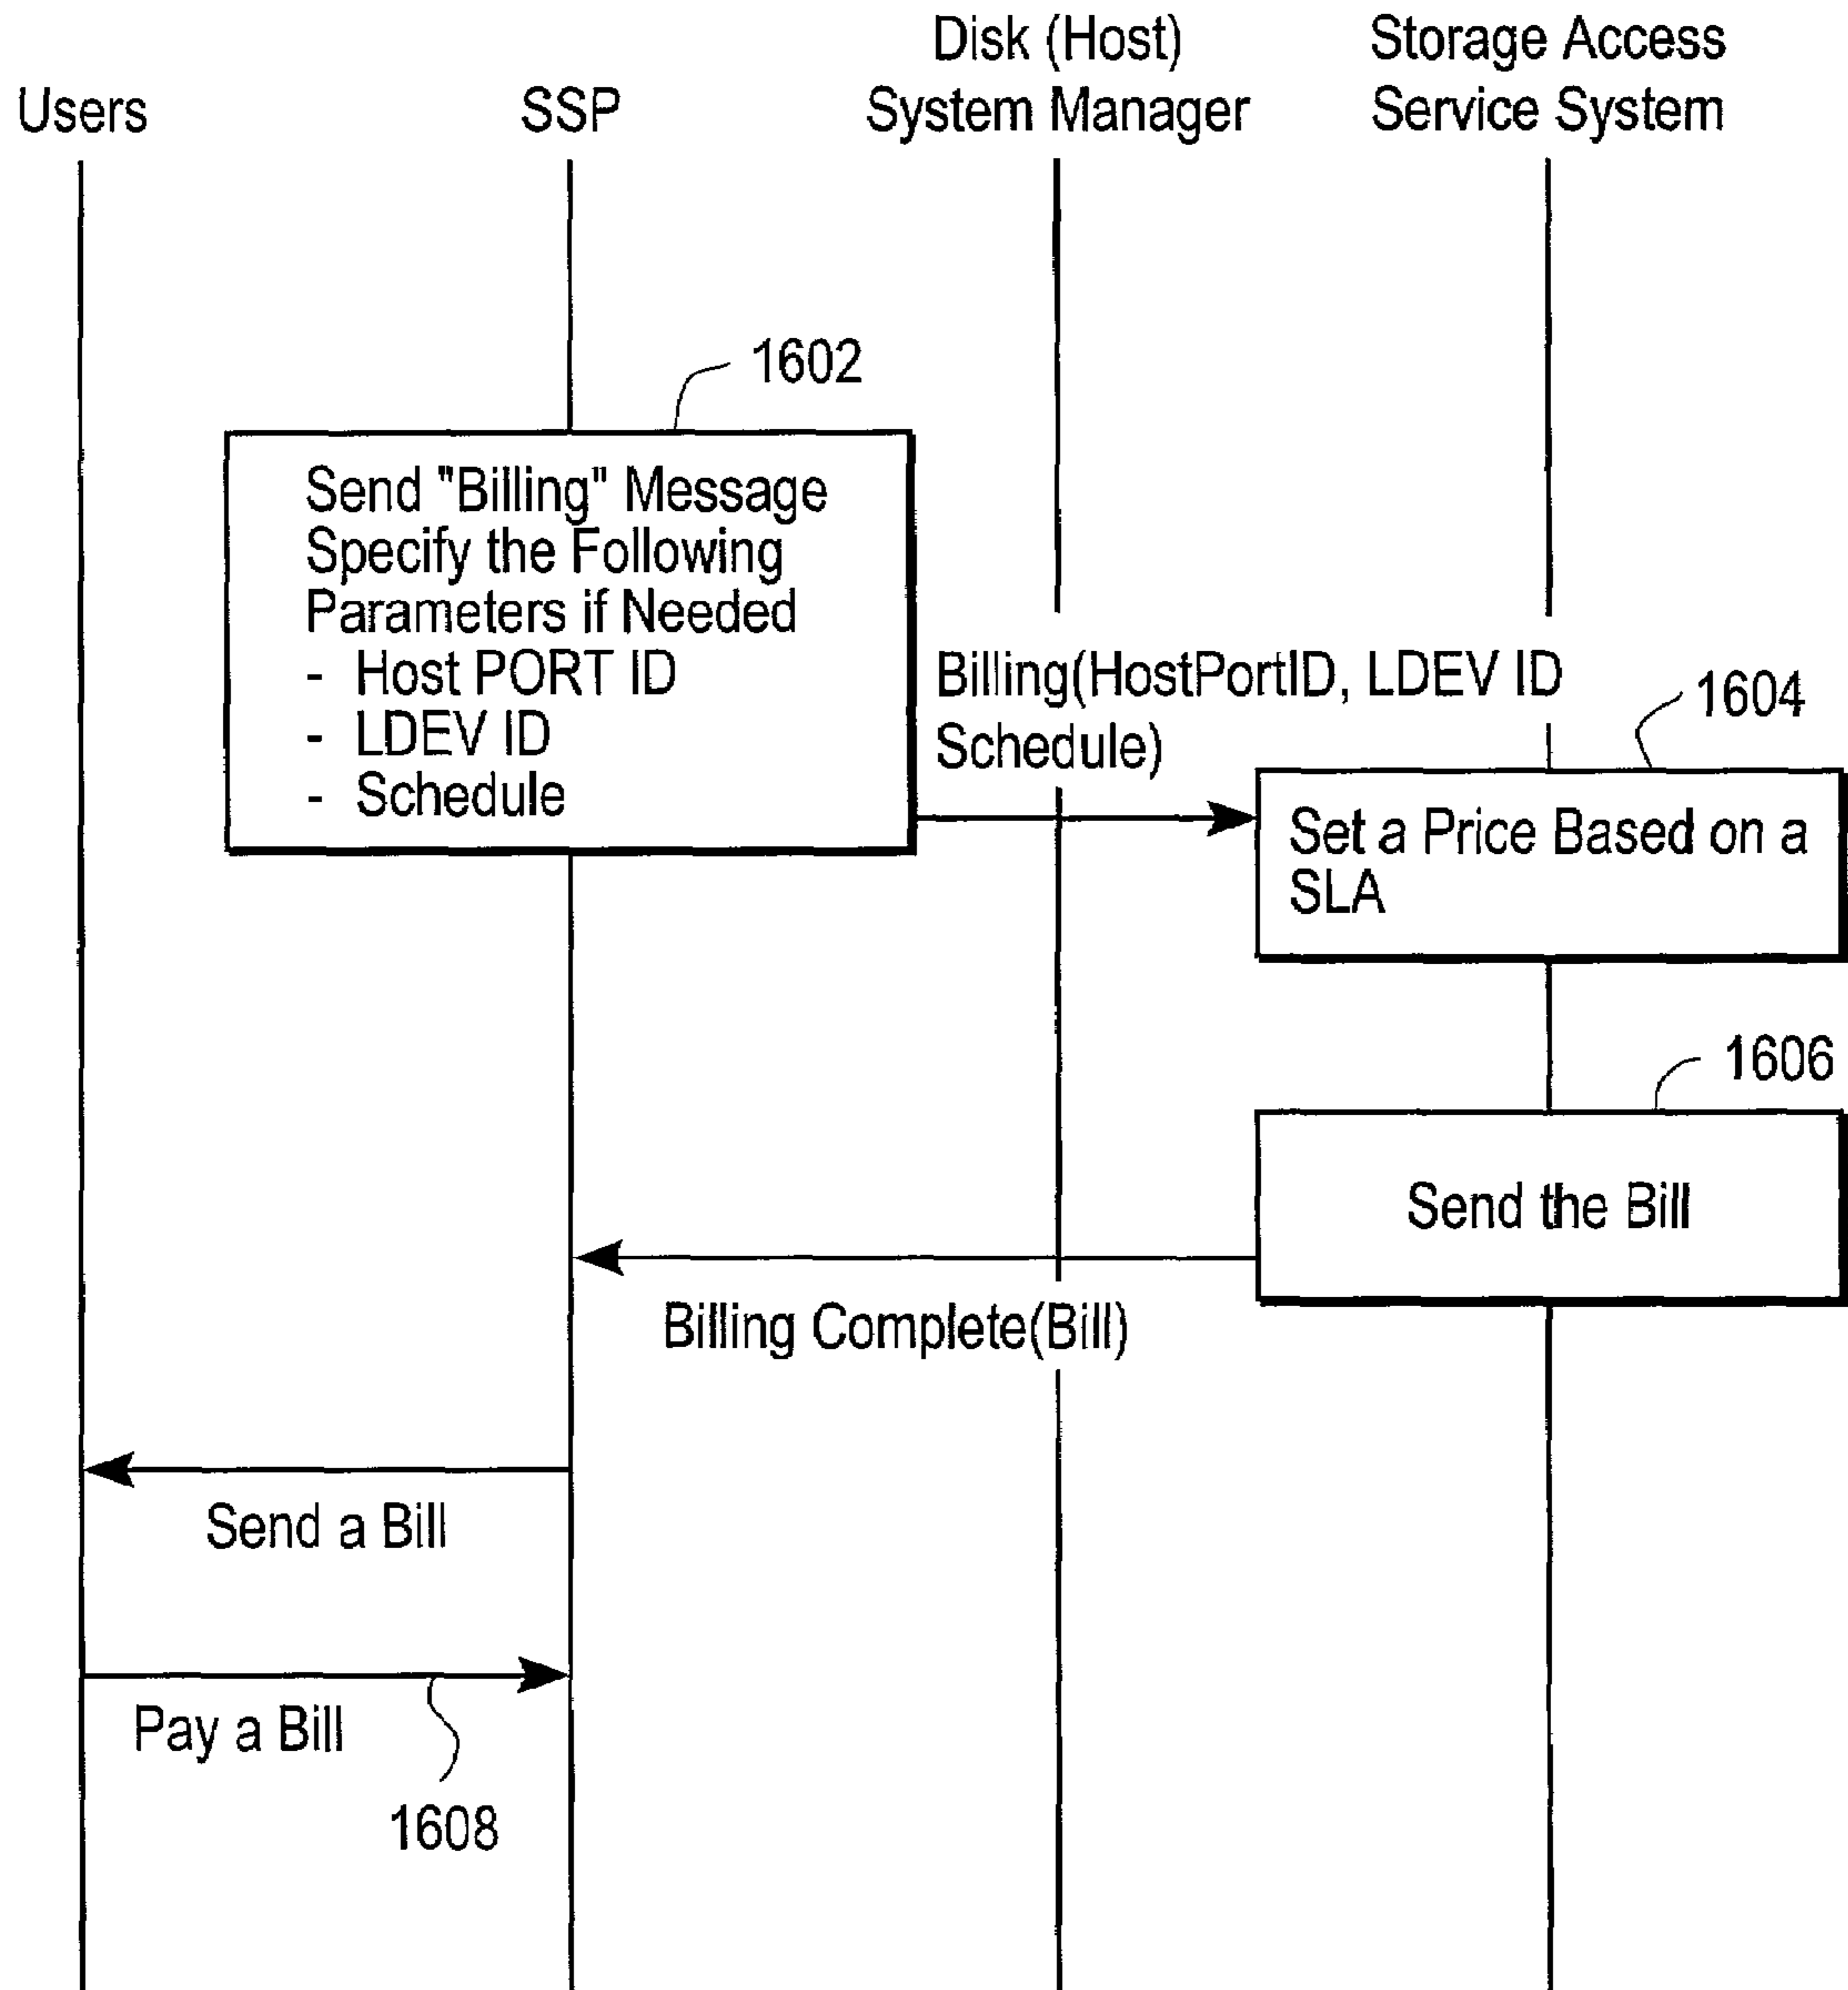 Users
SSP
Disk (Host)
System Manager
Storage Access
Service System
1602
Send "Billing" Message
Specify the Following
Parameters if Needed
- Host PORT ID
- LDEV ID
- Schedule
Billing(HostPortID, LDEV ID
Schedule)
1604
Set a Price Based on a
SLA
1606
Send the Bill
Billing Complete(Bill)
Send a Bill
Pay a Bill
1608